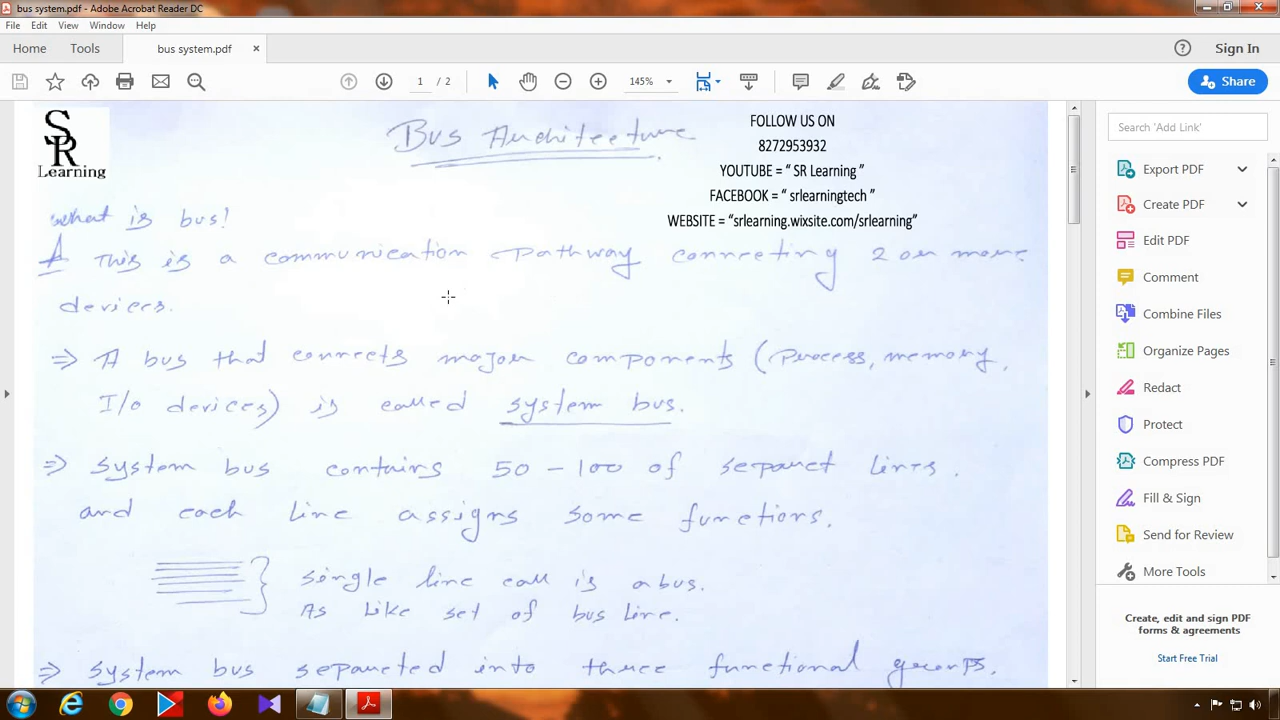 bus system.pdf - Adobe Acrobat Reader DC
File Edit View Window Help
Home Tools bus system.pdf × Sign In
1 / 2 145% Share
SR
Learning
Bus Architecture
FOLLOW US ON
8272953932
YOUTUBE = " SR Learning "
FACEBOOK = " srlearningtech "
WEBSITE = "srlearning.wixsite.com/srlearning"
what is bus?
A This is a communication pathway connecting 2 or more
devices.
⇒ A bus that connects major components (Process, memory,
I/o devices) is called system bus.
⇒ System bus contains 50 - 100 of separet lines.
and each line assigns some functions.
single line call is a bus.
As like set of bus line.
⇒ System bus separeted into three functional groups.
Search 'Add Link'
Export PDF
Create PDF
Edit PDF
Comment
Combine Files
Organize Pages
Redact
Protect
Compress PDF
Fill & Sign
Send for Review
More Tools
Create, edit and sign PDF
forms & agreements
Start Free Trial